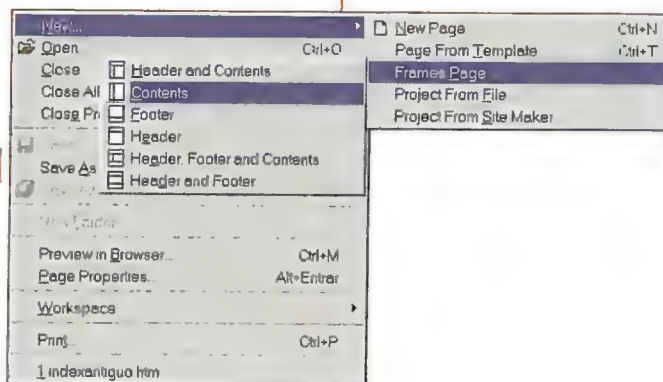 New...
Open Ctrl+O
Close
Close All
Close Pr
Save As
Preview in Browser... Ctrl+M
Page Properties... Alt+Entrar
Workspace
Print... Ctrl+P
1 indexantiguo.htm
Header and Contents
Contents
Footer
Header
Header, Footer and Contents
Header and Footer
New Page Ctrl+N
Page From Template Ctrl+T
Frames Page
Project From File
Project From Site Maker